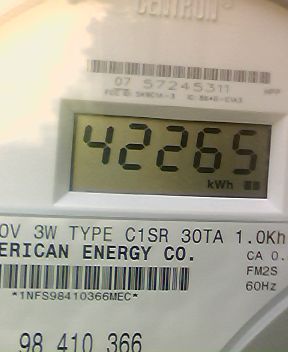 CENTRON®
07 57245311
42265
kWh
0V 3W TYPE C1SR 30TA 1.0Kh
ERICAN ENERGY CO.
CA 0.
FM2S
60Hz
*1NFS98410366MEC*
98 410 366